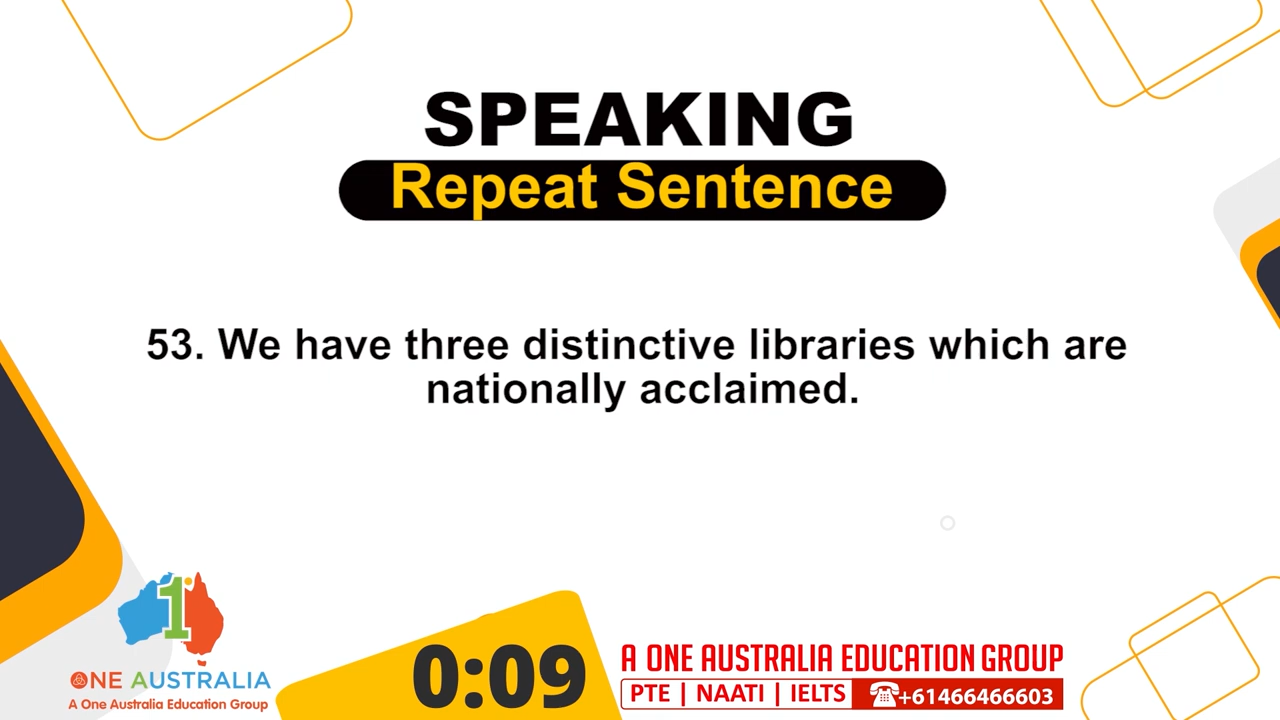 SPEAKING
Repeat Sentence
53. We have three distinctive libraries which are
nationally acclaimed.
1
ONE AUSTRALIA
A One Australia Education Group
0:09
A ONE AUSTRALIA EDUCATION GROUP
PTE | NAATI | IELTS ☎+61466466603